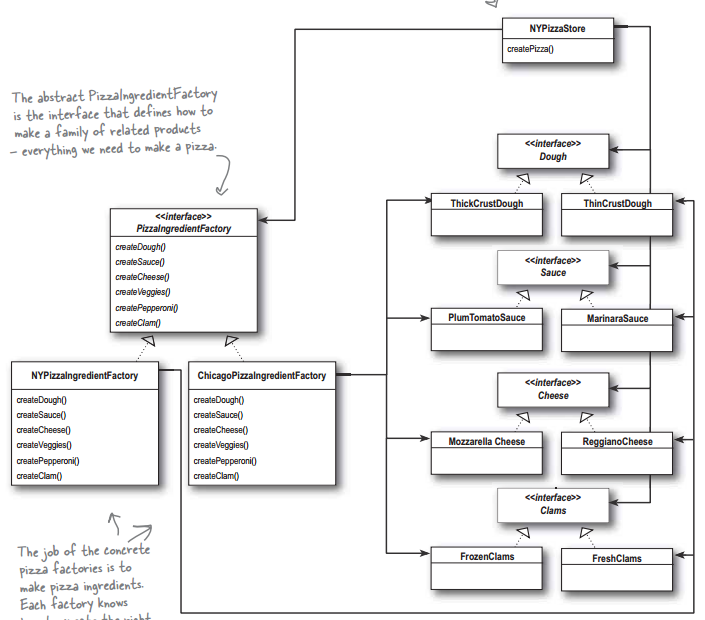 NYPizzaStore
createPizza()
The abstract PizzaIngredientFactory
is the interface that defines how to
make a family of related products
– everything we need to make a pizza.
<<interface>>
Dough
ThickCrustDough
ThinCrustDough
<<interface>>
PizzaIngredientFactory
createDough()
createSauce()
createCheese()
createVeggies()
createPepperoni()
createClam()
<<interface>>
Sauce
PlumTomatoSauce
MarinaraSauce
NYPizzaIngredientFactory
createDough()
createSauce()
createCheese()
createVeggies()
createPepperoni()
createClam()
ChicagoPizzaIngredientFactory
createDough()
createSauce()
createCheese()
createVeggies()
createPepperoni()
createClam()
<<interface>>
Cheese
Mozzarella Cheese
ReggianoCheese
<<interface>>
Clams
FrozenClams
FreshClams
The job of the concrete
pizza factories is to
make pizza ingredients.
Each factory knows